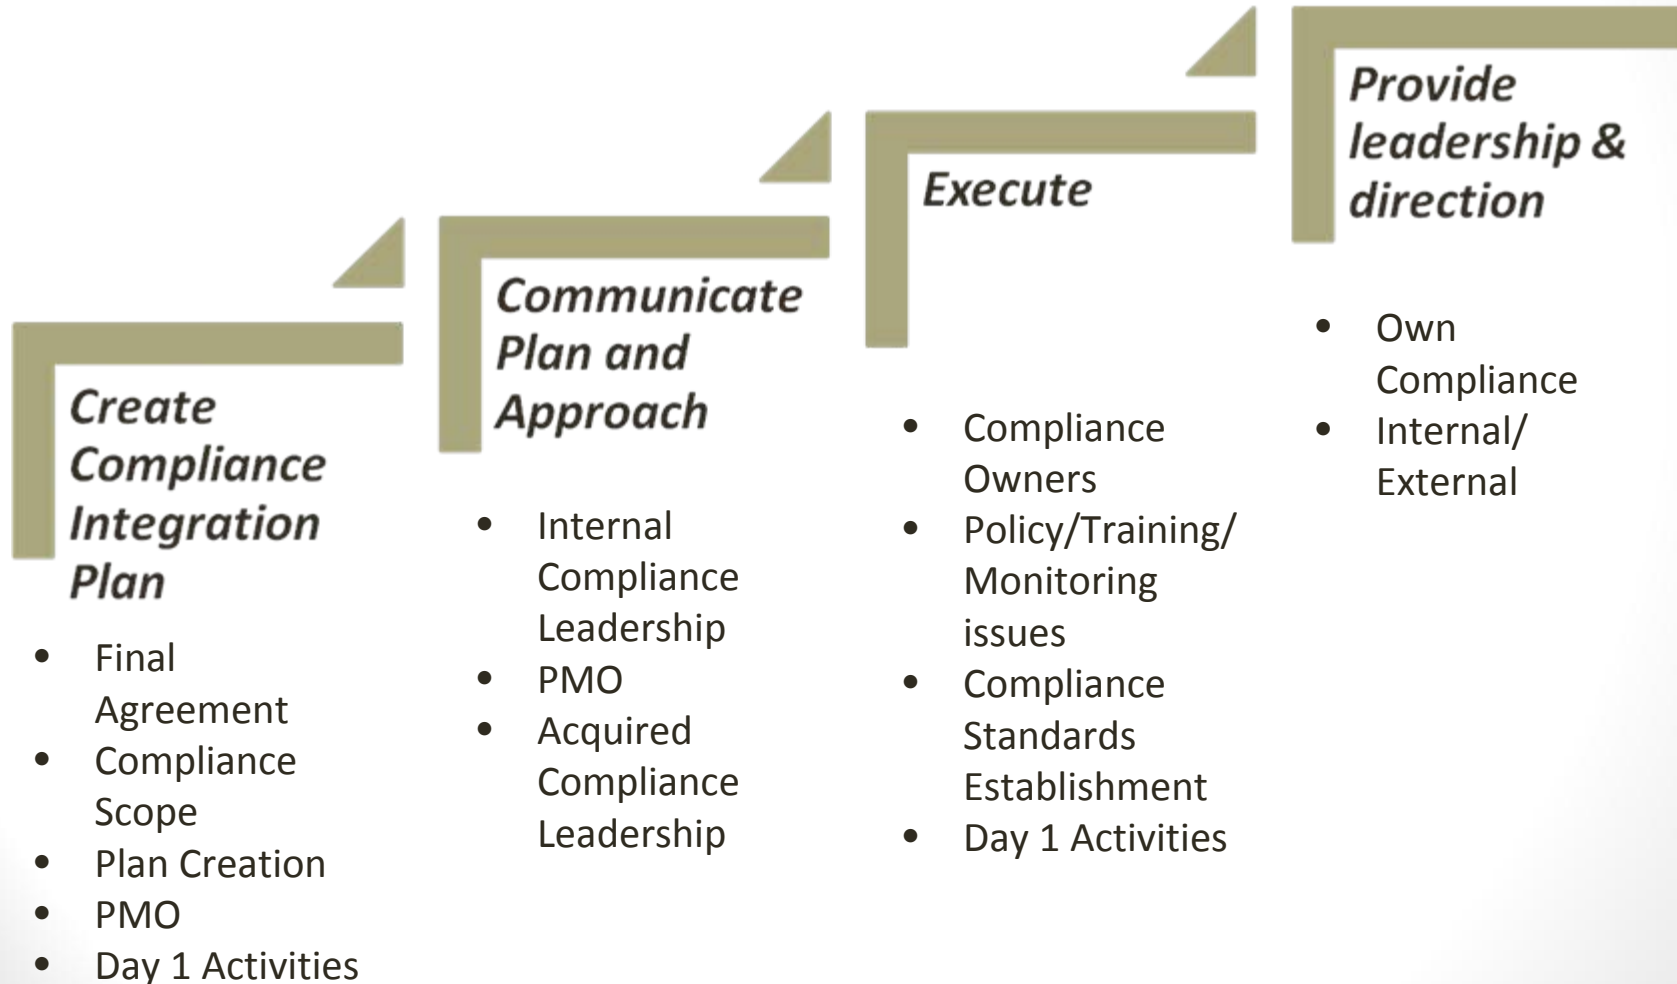 Create
Compliance
Integration
Plan
• Final
Agreement
• Compliance
Scope
• Plan Creation
• PMO
• Day 1 Activities
Communicate
Plan and
Approach
• Internal
Compliance
Leadership
• PMO
• Acquired
Compliance
Leadership
Execute
• Compliance
Owners
• Policy/Training/
Monitoring
issues
• Compliance
Standards
Establishment
• Day 1 Activities
Provide
leadership &
direction
• Own
Compliance
• Internal/
External